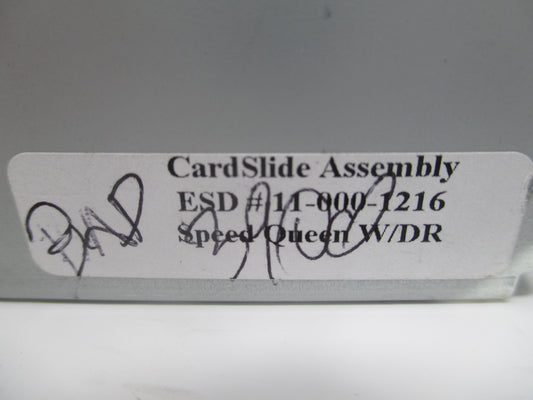 CardSlide Assembly
ESD # 11-000-1216
Speed Queen W/DR